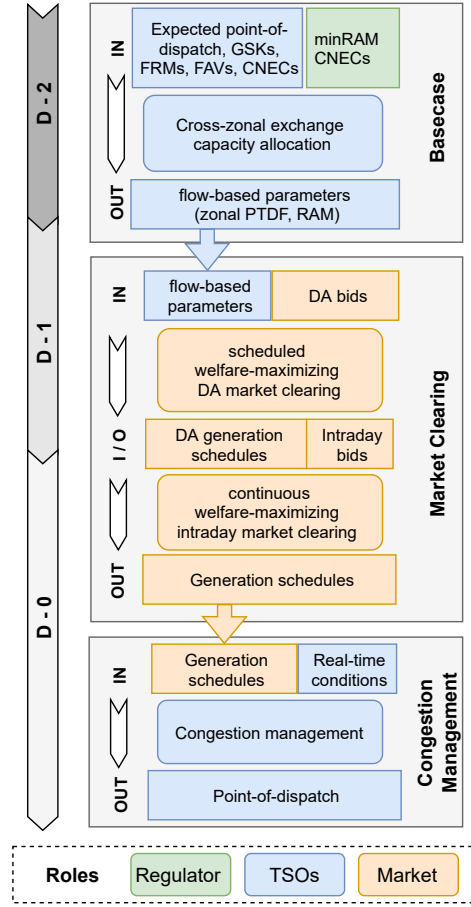 D - 2
IN
Expected point-of-
dispatch, GSKs,
FRMs, FAVs, CNECs
minRAM
CNECs
Cross-zonal exchange
capacity allocation
OUT
flow-based parameters
(zonal PTDF, RAM)
Basecase
D - 1
IN
flow-based
parameters
DA bids
scheduled
welfare-maximizing
DA market clearing
I / O
DA generation
schedules
Intraday
bids
continuous
welfare-maximizing
intraday market clearing
OUT
Generation schedules
Market Clearing
D - 0
IN
Generation
schedules
Real-time
conditions
Congestion management
OUT
Point-of-dispatch
Congestion
Management
Roles
Regulator
TSOs
Market